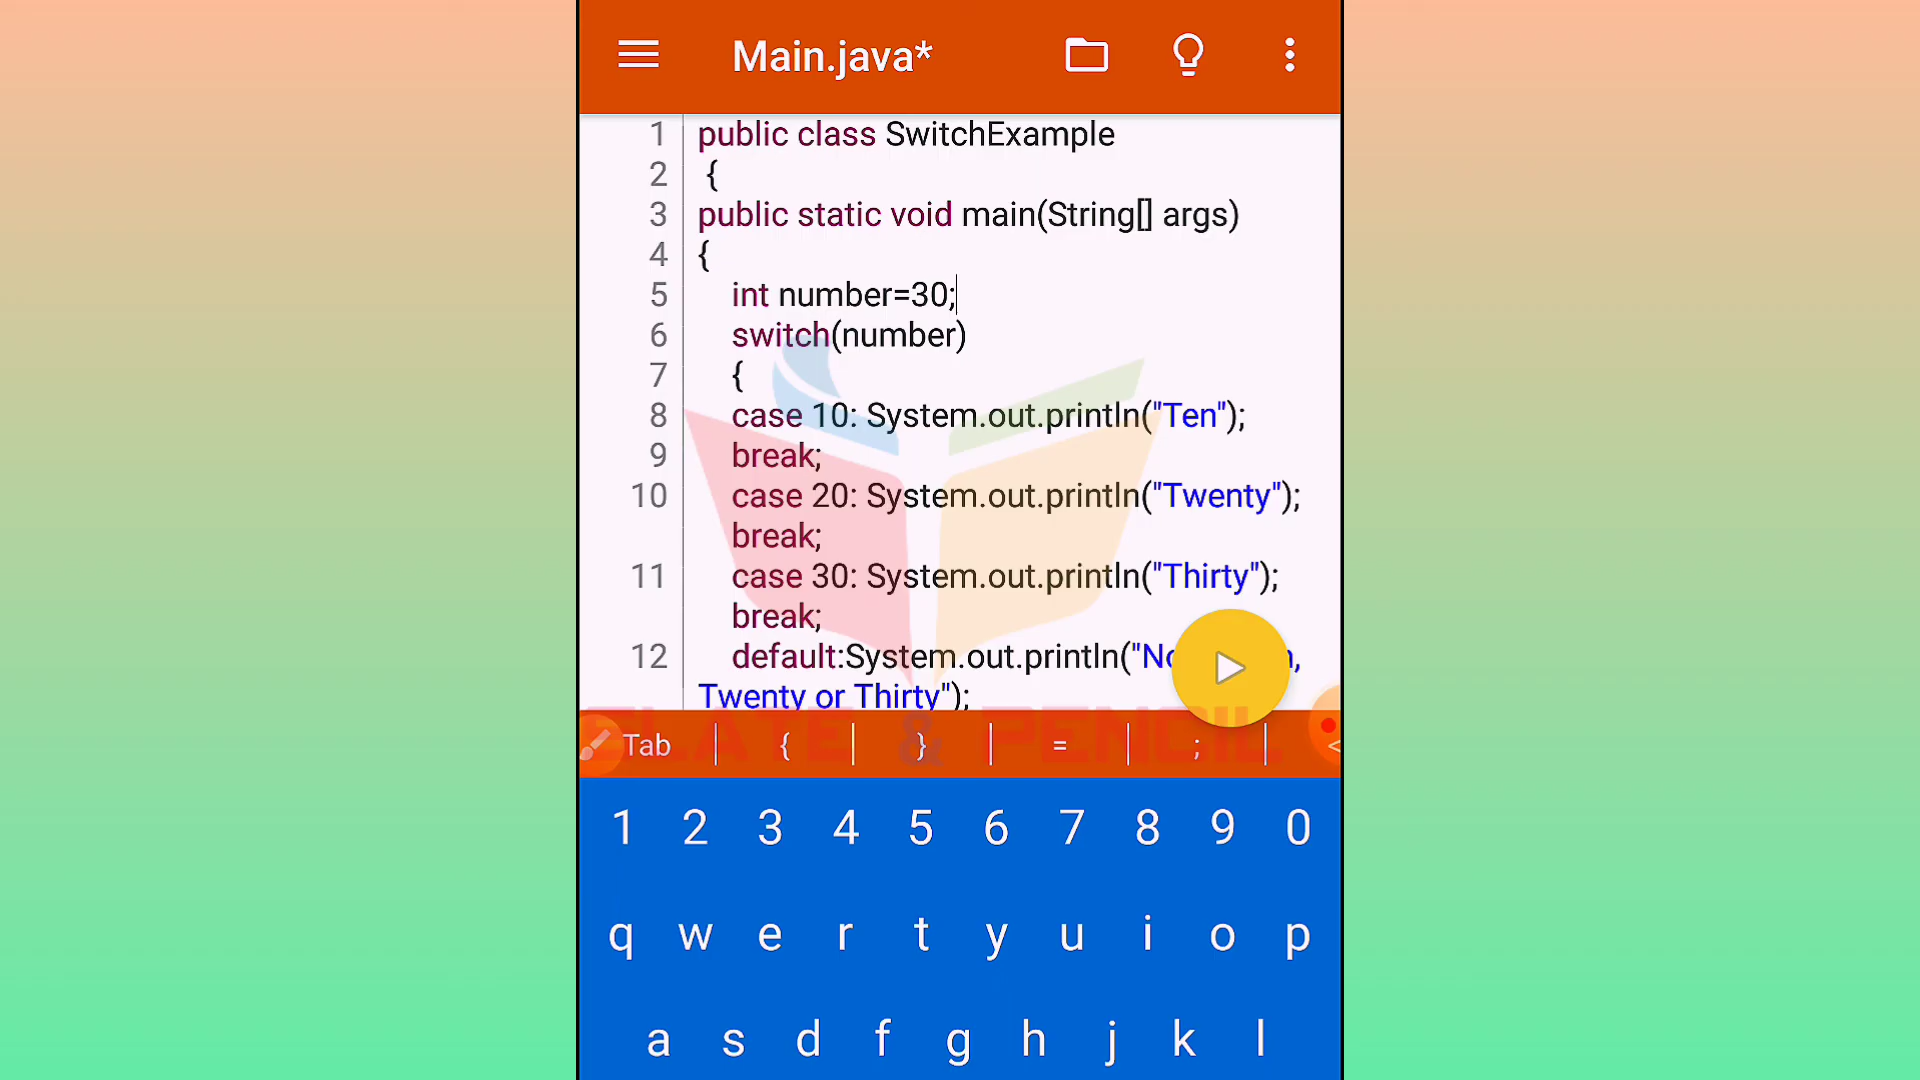 Main.java*
1 public class SwitchExample
2 {
3 public static void main(String[] args)
4 {
5 int number=30;
6 switch(number)
7 {
8 case 10: System.out.println("Ten");
9 break;
10 case 20: System.out.println("Twenty");
break;
11 case 30: System.out.println("Thirty");
break;
12 default:System.out.println("No
Twenty or Thirty");
SLATE & PENCIL
Tab { } = ; <
1 2 3 4 5 6 7 8 9 0
q w e r t y u i o p
a s d f g h j k l